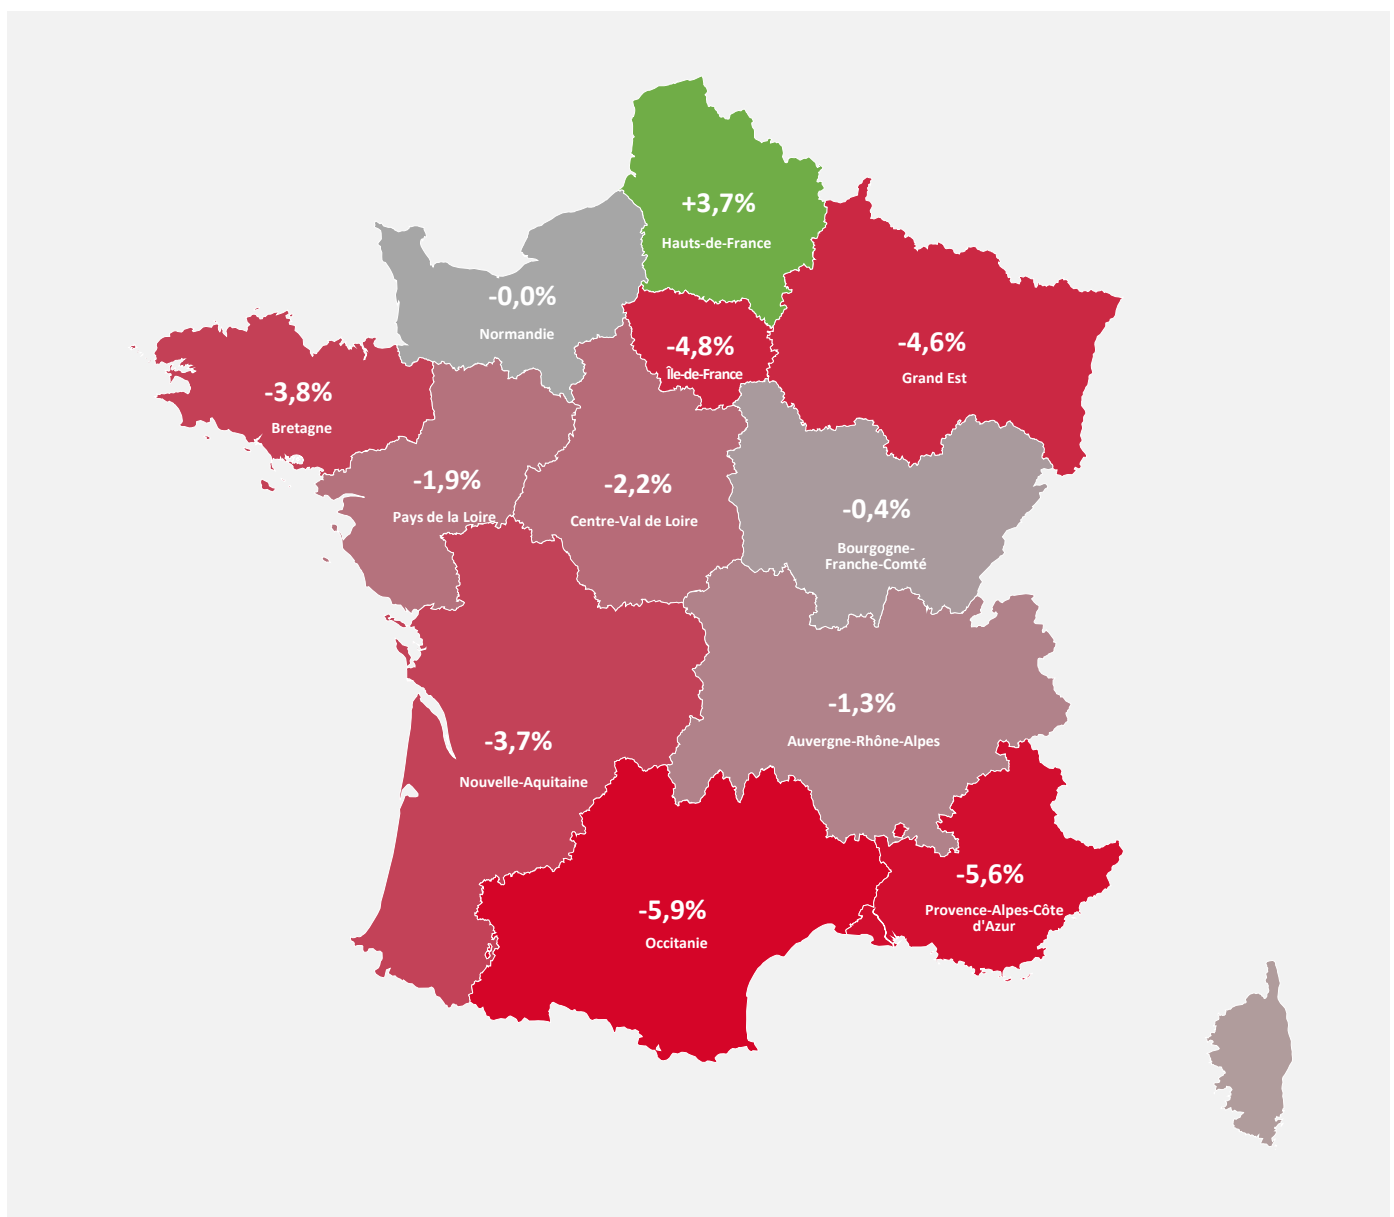 +3,7%
Hauts-de-France
-0,0%
Normandie
-4,8%
Île-de-France
-4,6%
Grand Est
-3,8%
Bretagne
-1,9%
Pays de la Loire
-2,2%
Centre-Val de Loire
-0,4%
Bourgogne-
Franche-Comté
-1,3%
Auvergne-Rhône-Alpes
-3,7%
Nouvelle-Aquitaine
-5,6%
Provence-Alpes-Côte
d'Azur
-5,9%
Occitanie